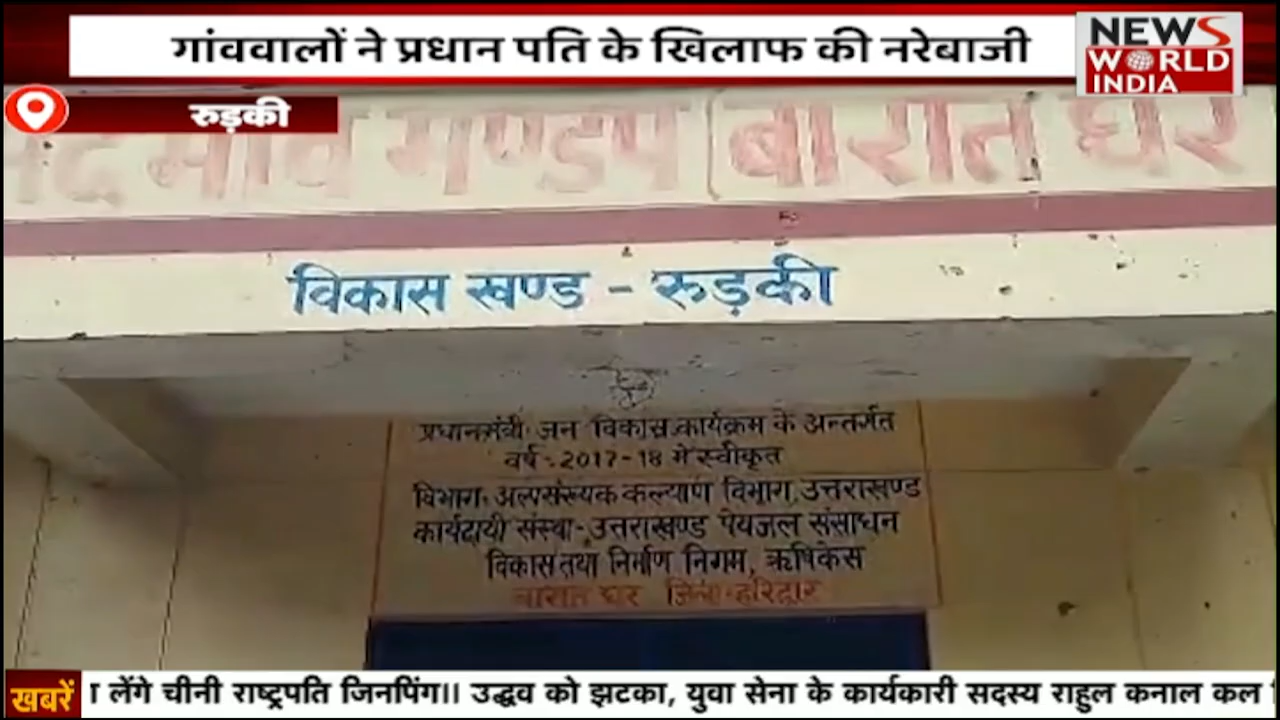 गांववालों ने प्रधान पति के खिलाफ की नरेबाजी
NEWS
WORLD
INDIA
रुड़की
बारात घर
विकास खण्ड - रुड़की
प्रधानमंत्री जन विकास कार्यक्रम के अन्तर्गत
वर्ष - 2017-18 में स्वीकृत
विभाग- अल्पसंख्यक कल्याण विभाग, उत्तराखण्ड
कार्यदायी संस्था- उत्तराखण्ड पेयजल संसाधन
विकास तथा निर्माण निगम, ऋषिकेस
बारात घर जिला-हरिद्वार
खबरें
लेंगे चीनी राष्ट्रपति जिनपिंग।। उद्धव को झटका, युवा सेना के कार्यकारी सदस्य राहुल कनाल कल